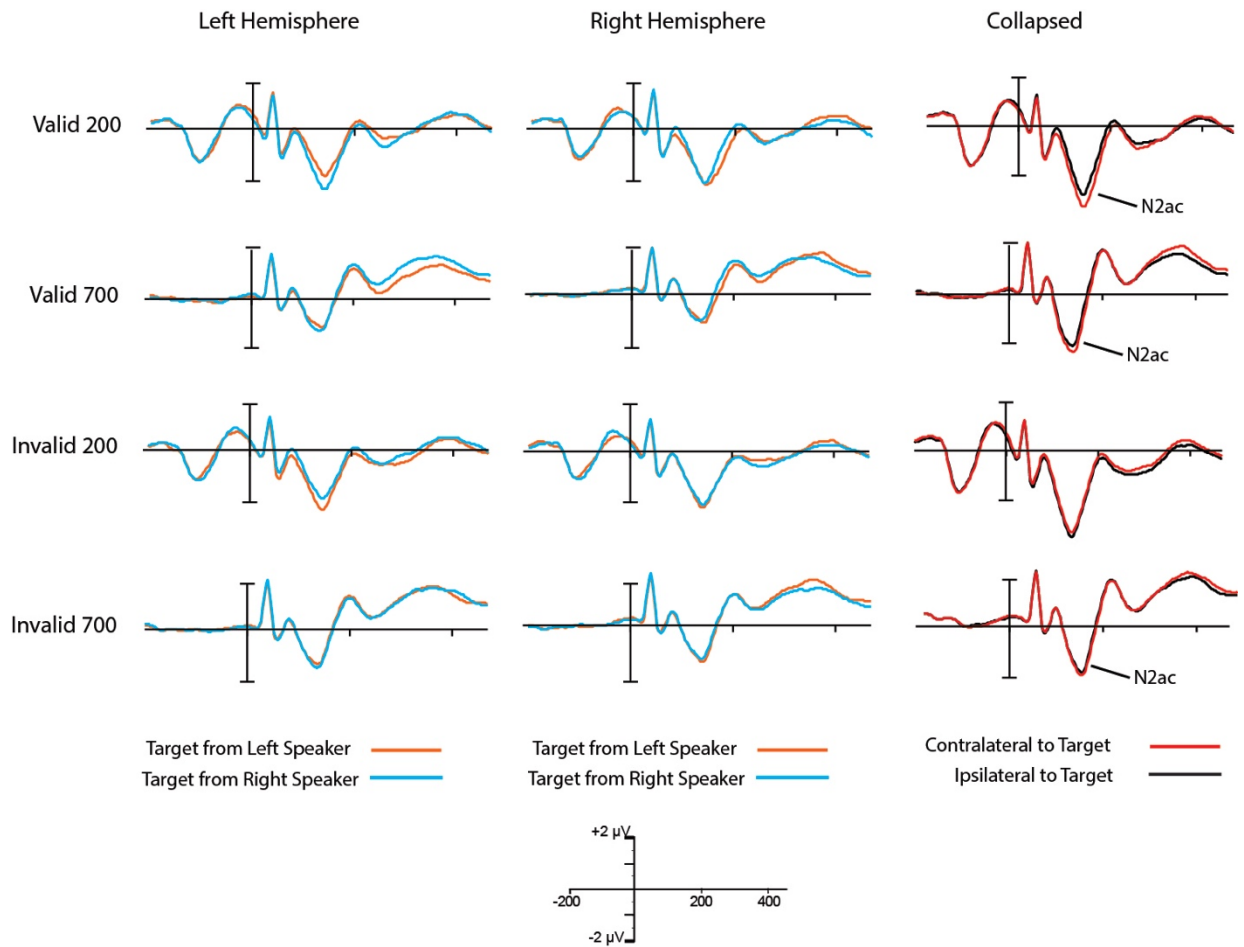 Left Hemisphere Right Hemisphere Collapsed
Valid 200
N2ac
Valid 700
N2ac
Invalid 200
Invalid 700
N2ac
Target from Left Speaker Target from Left Speaker Contralateral to Target
Target from Right Speaker Target from Right Speaker Ipsilateral to Target
+2 µV
-200 200 400
-2 µV